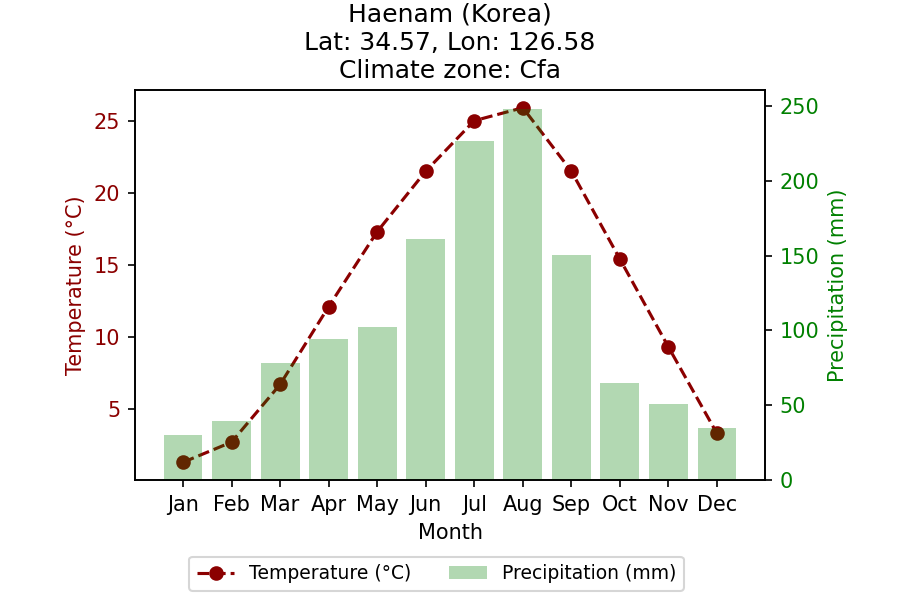 Haenam (Korea)
Lat: 34.57, Lon: 126.58
Climate zone: Cfa
Temperature (°C)
25
20
15
10
5
250
200
150
100
50
0
Precipitation (mm)
Jan Feb Mar Apr May Jun Jul Aug Sep Oct Nov Dec
Month
Temperature (°C) Precipitation (mm)